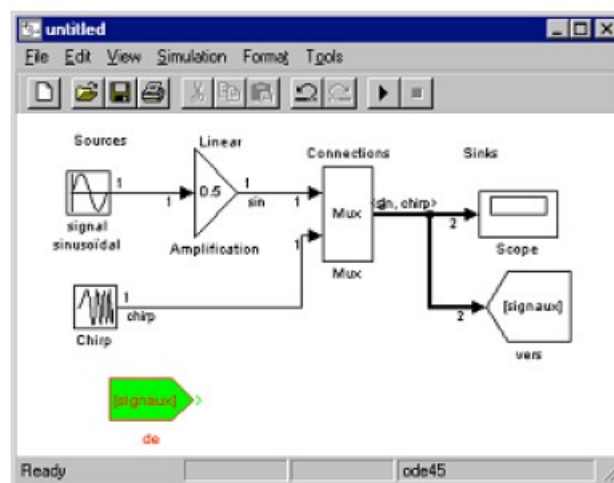 untitled
File Edit View Simulation Format Tools
Sources
Linear
Connections
Sinks
1
1
0.5
1
sin
1
Mux
<sin, chirp>
2
signal
sinusoïdal
Amplification
1
Mux
Scope
1
chirp
Chirp
2
[signaux]
vers
[signaux]
de
Ready
ode45